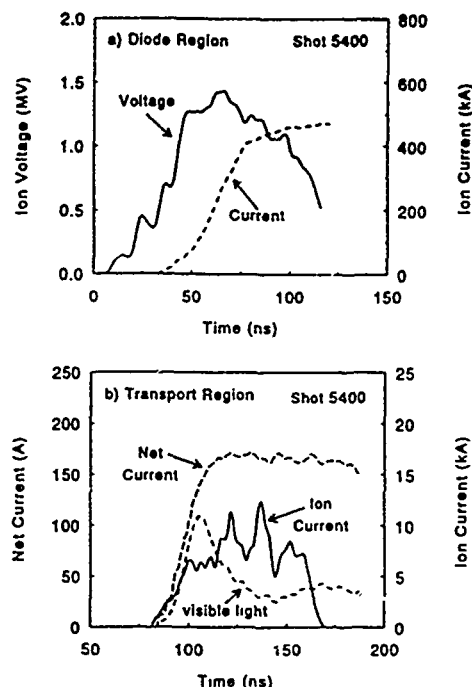 a) Diode Region Shot 5400
Ion Voltage (MV)
2.0
1.5
1.0
0.5
0.0
Voltage
Current
800
600
400
200
0
Ion Current (kA)
0 50 100 150
Time (ns)
b) Transport Region Shot 5400
Net Current (A)
250
200
150
100
50
0
Net
Current
Ion
Current
visible light
25
20
15
10
5
0
Ion Current (kA)
50 100 150 200
Time (ns)